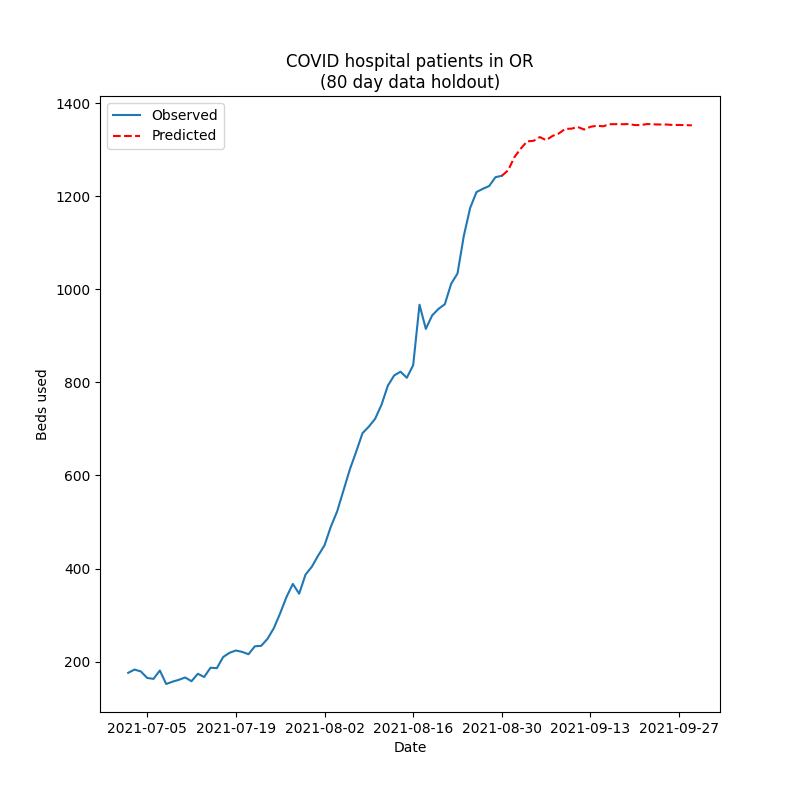 COVID hospital patients in OR
(80 day data holdout)
Observed
Predicted
1400
1200
1000
800
600
400
200
Beds used
2021-07-05 2021-07-19 2021-08-02 2021-08-16 2021-08-30 2021-09-13 2021-09-27
Date